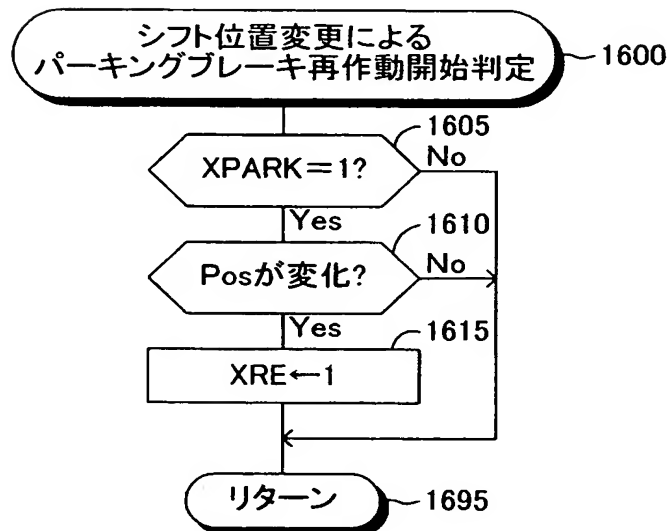 シフト位置変更による
パーキングブレーキ再作動開始判定
1600
1605
XPARK=1?
No
Yes
1610
Posが変化?
No
Yes
1615
XRE←1
リターン
1695